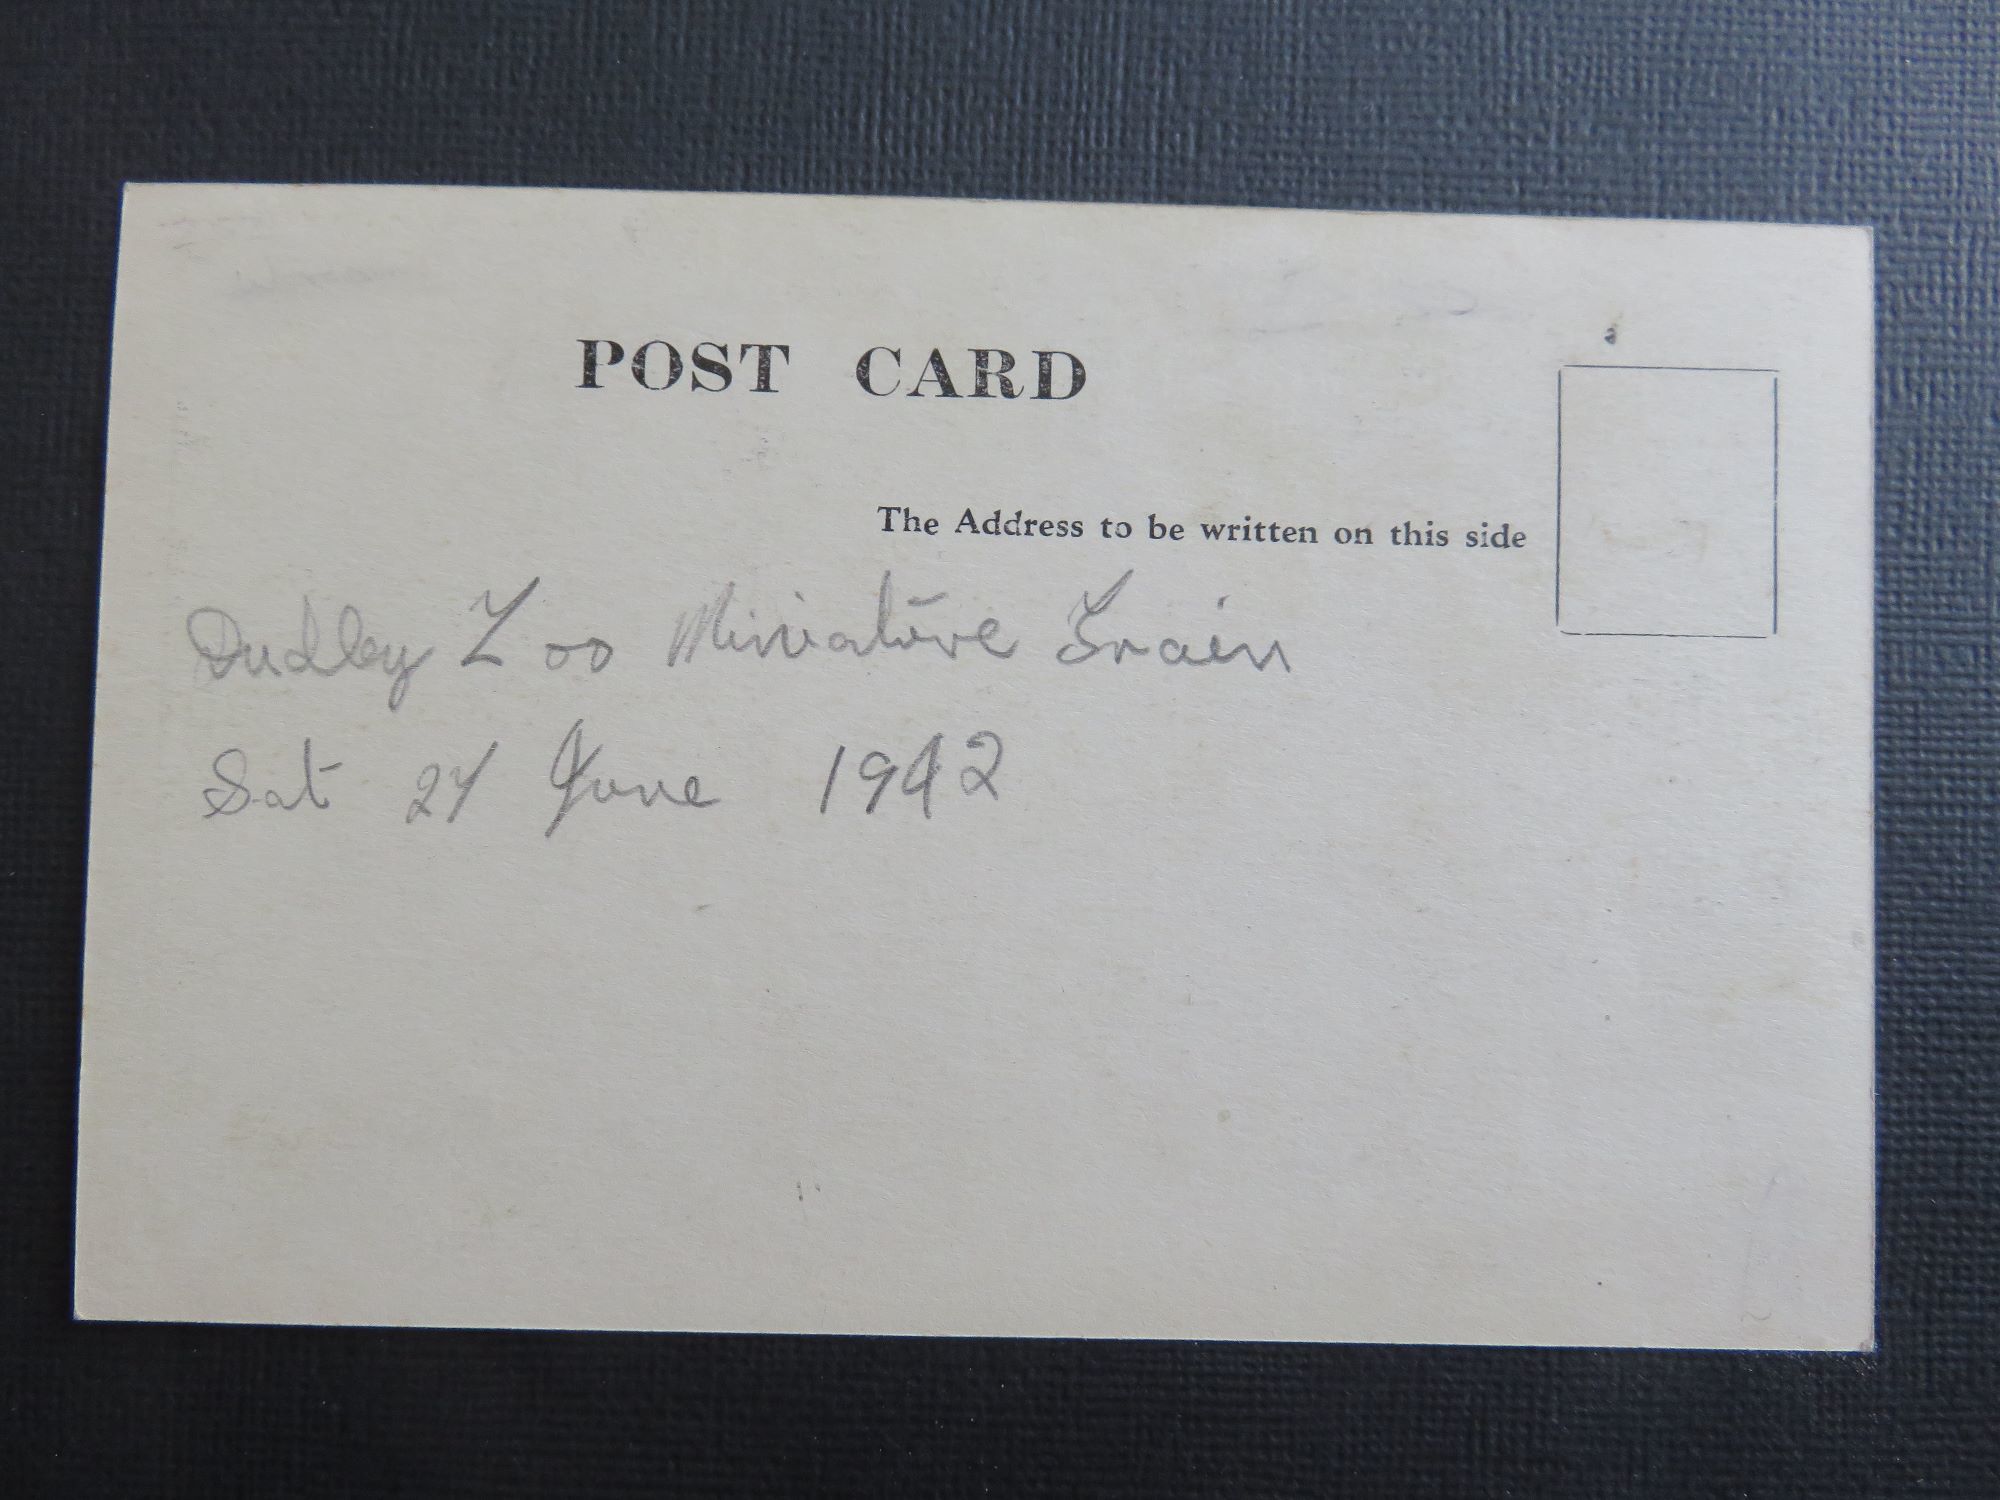 POST CARD
The Address to be written on this side
Dudley Zoo Miniature Train
Sat 27 June 1942